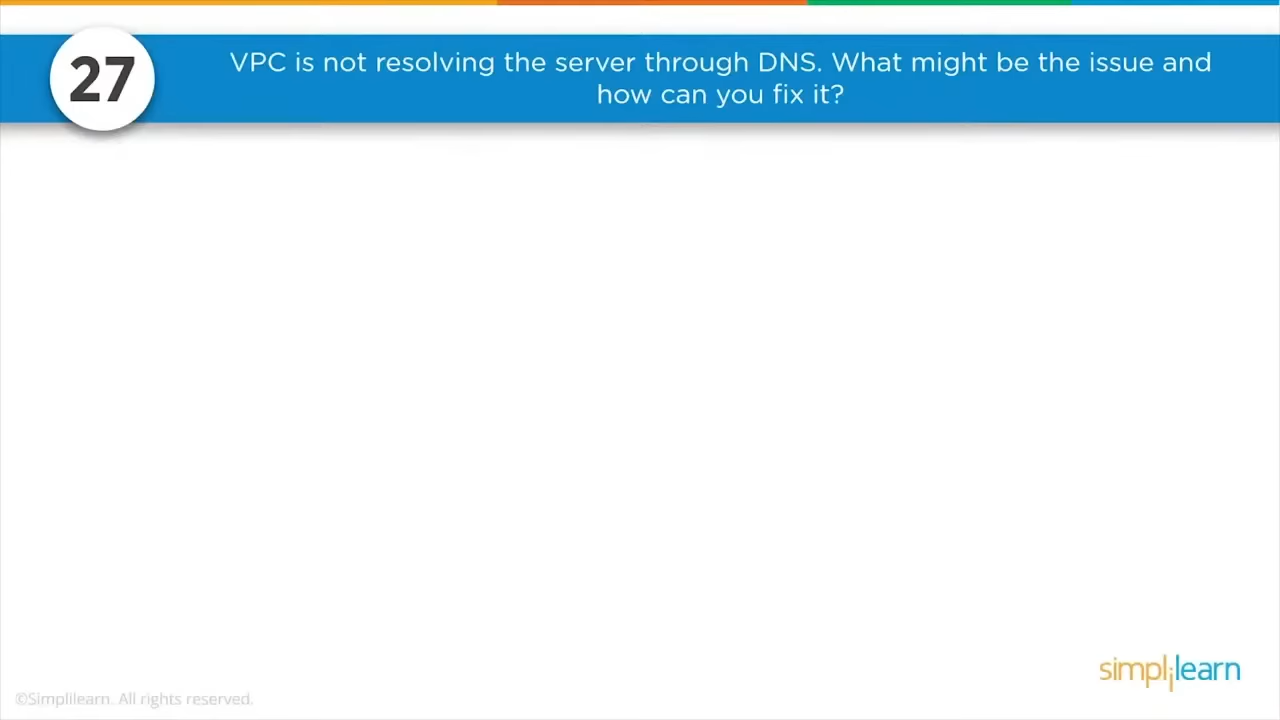 27
VPC is not resolving the server through DNS. What might be the issue and
how can you fix it?
simplilearn
©Simplilearn. All rights reserved.